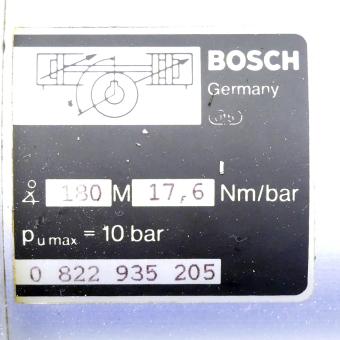 BOSCH
Germany
∡° 180 M 17,6 Nm/bar
pu max = 10 bar
0 822 935 205